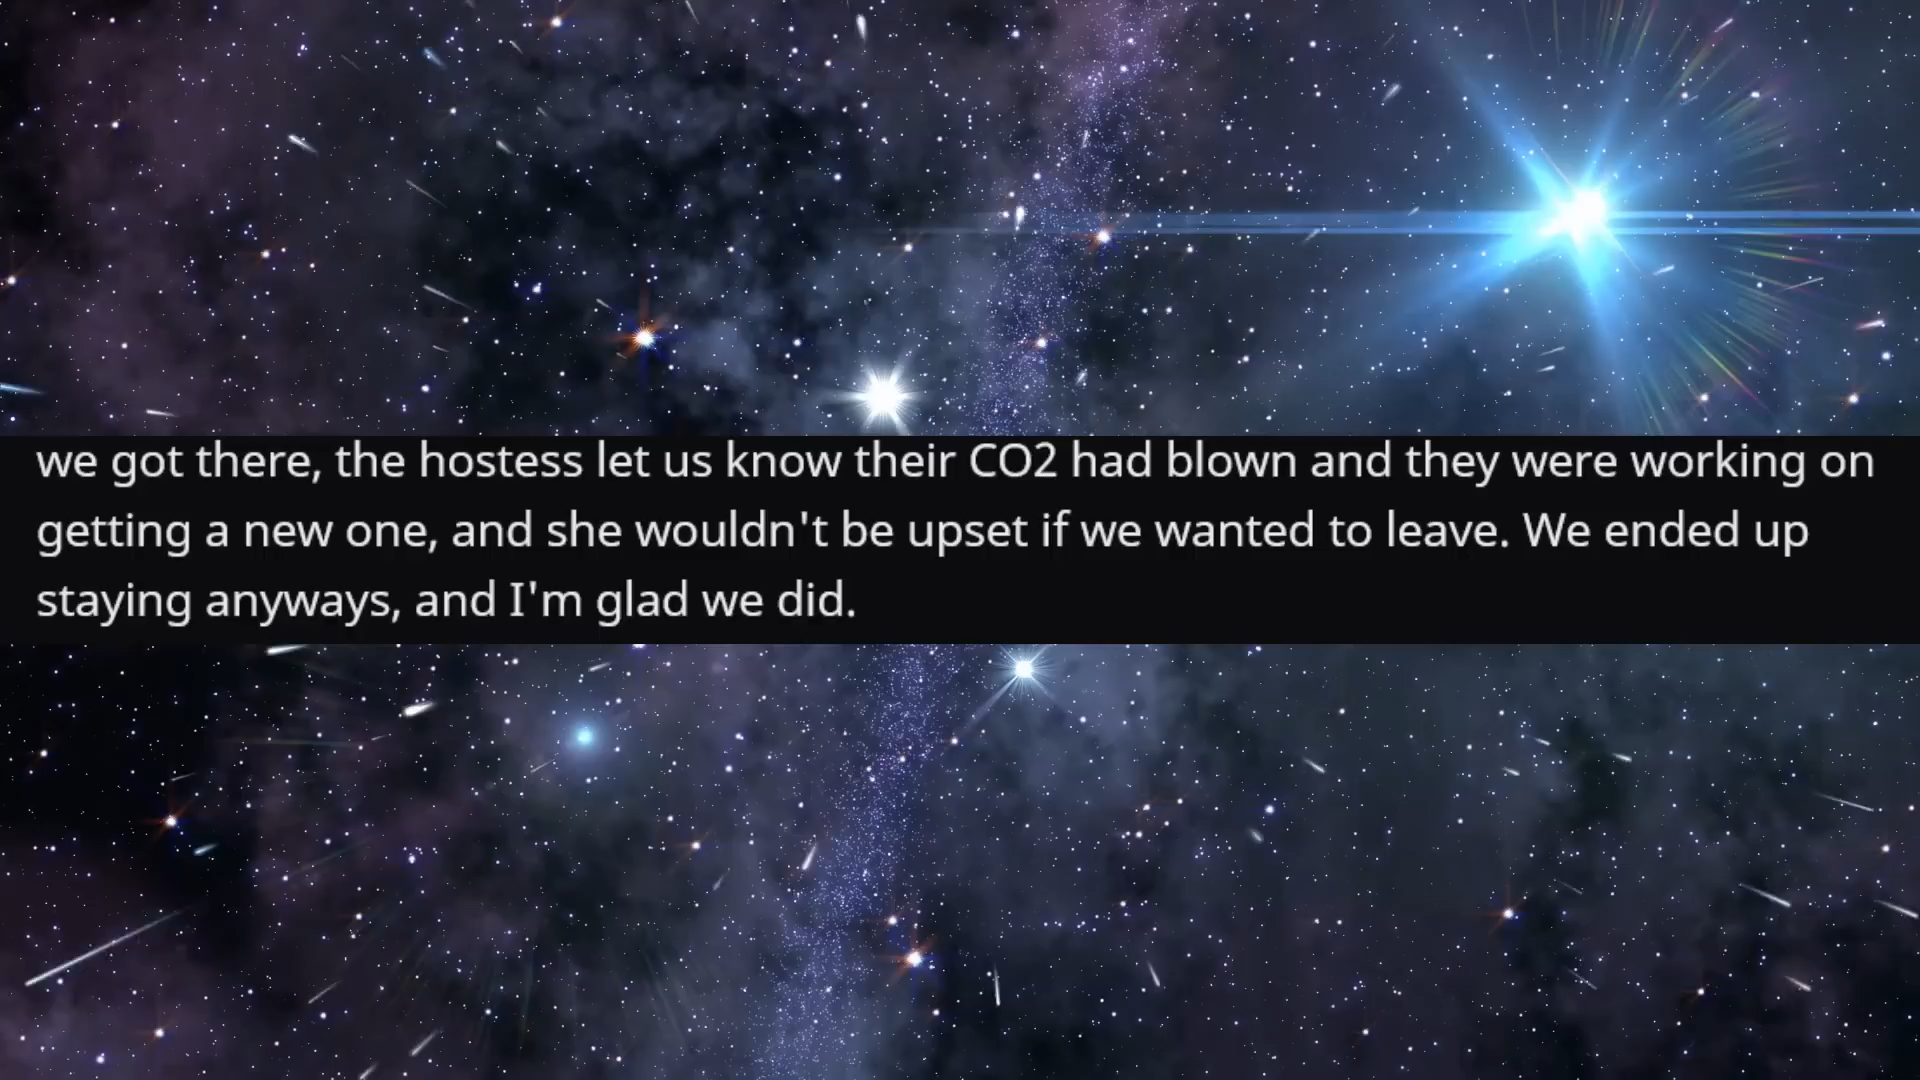 we got there, the hostess let us know their CO2 had blown and they were working on
getting a new one, and she wouldn't be upset if we wanted to leave. We ended up
staying anyways, and I'm glad we did.